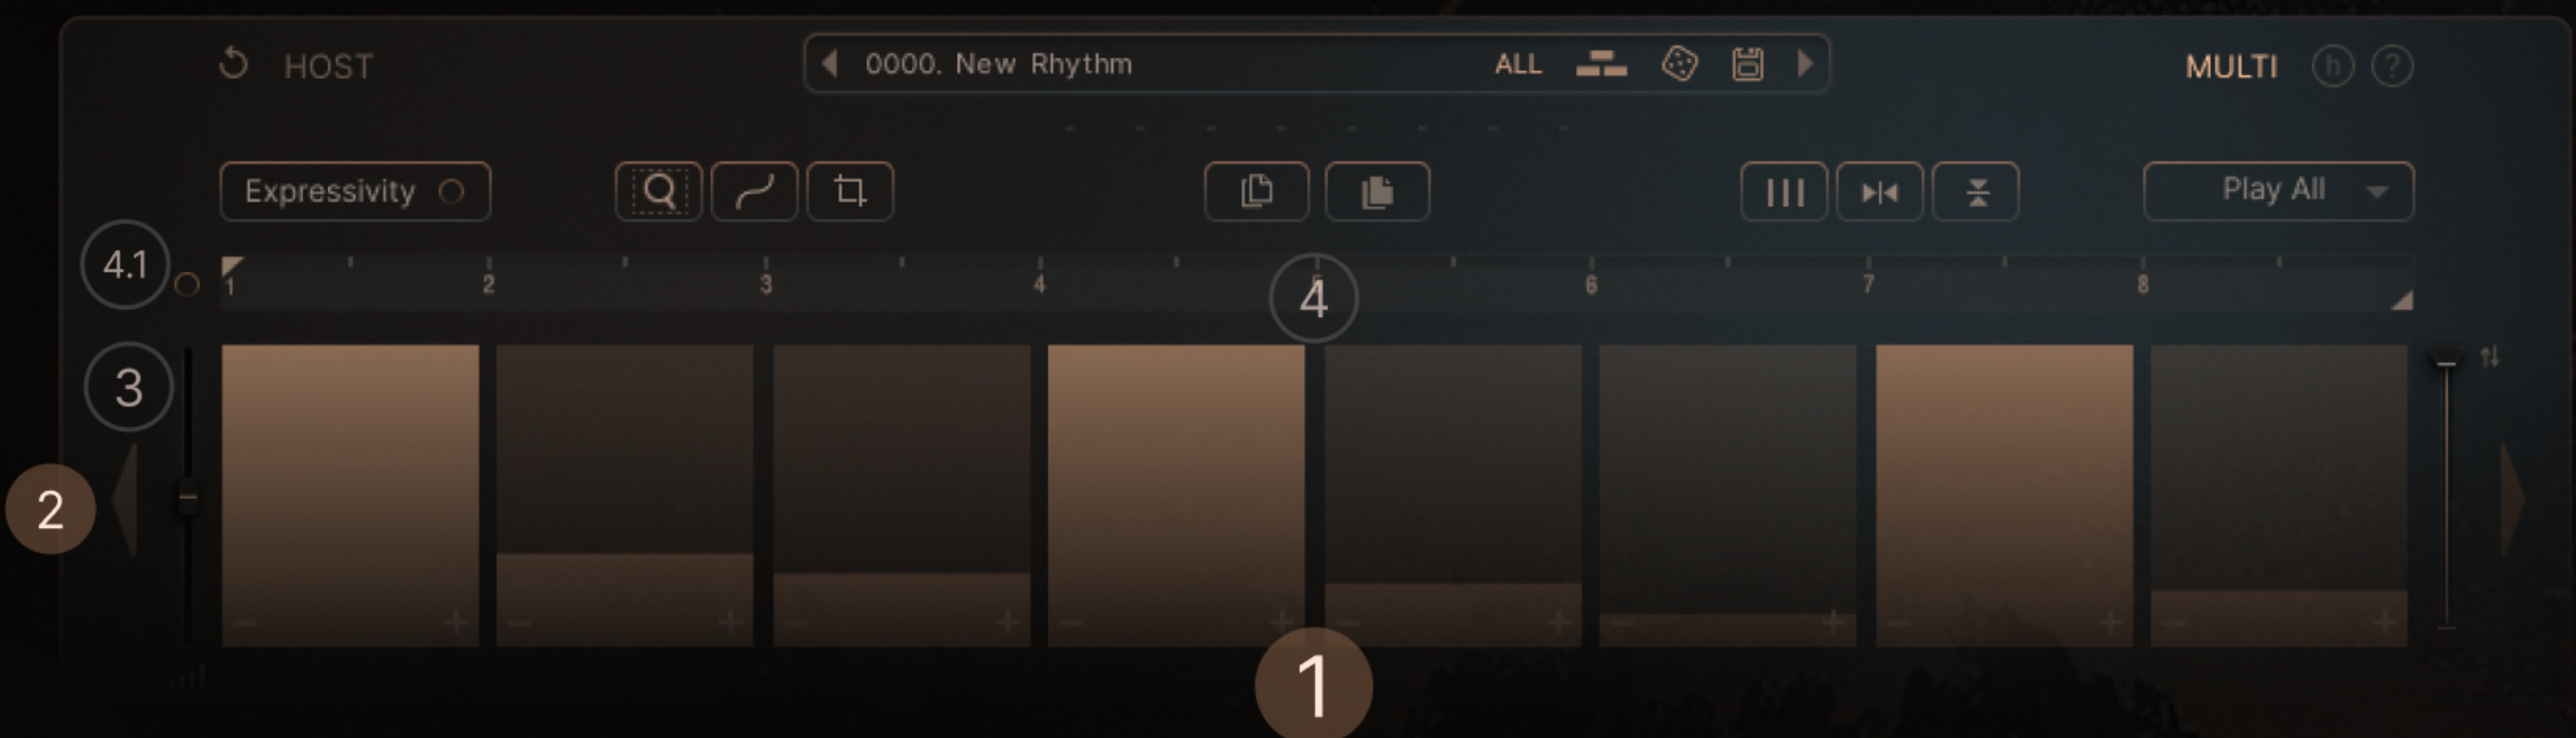 HOST
0000. New Rhythm ALL
MULTI h ?
Expressivity
Play All
4.1
1 2 3 4 5 6 7 8
4
3
2
1